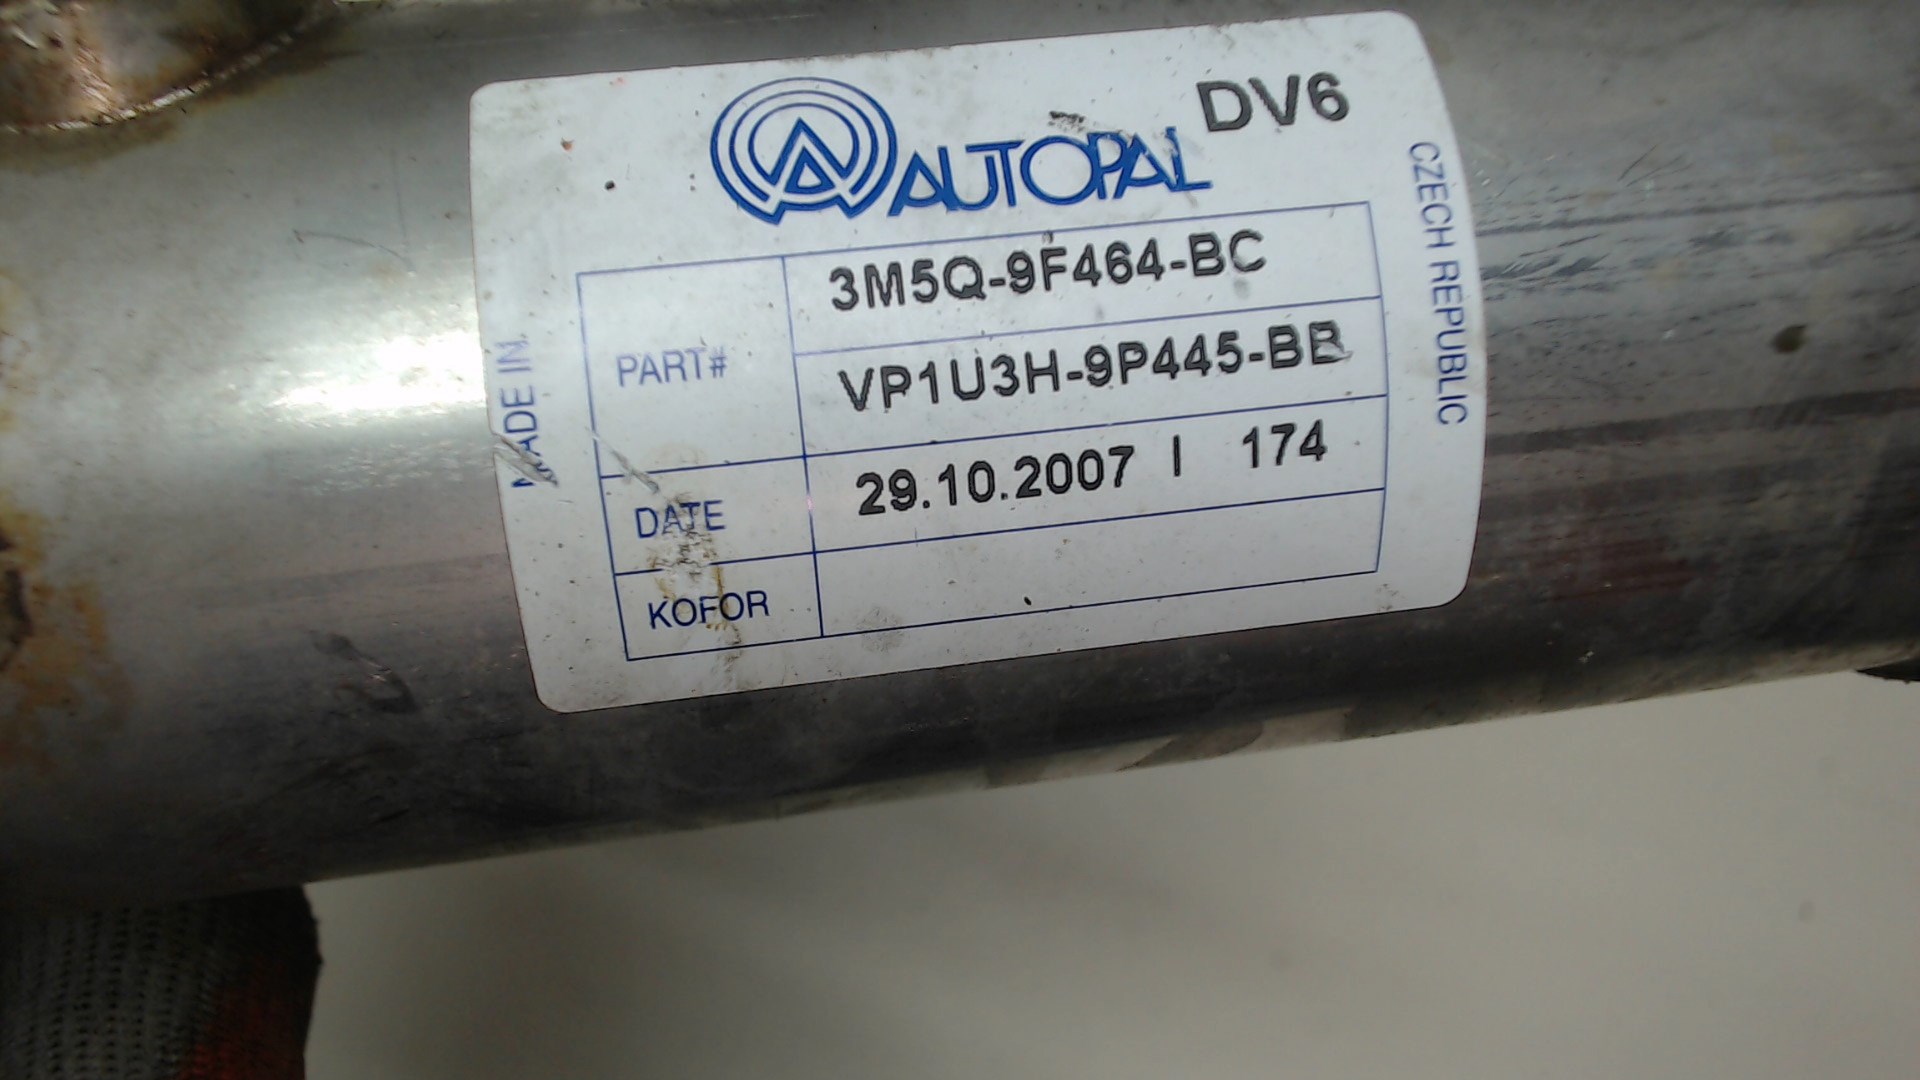 DV6
AUTOPAL
MADE IN
CZECH REPUBLIC
PART#
3M5Q-9F464-BC
VP1U3H-9P445-BB
DATE
29.10.2007 I 174
KOFOR